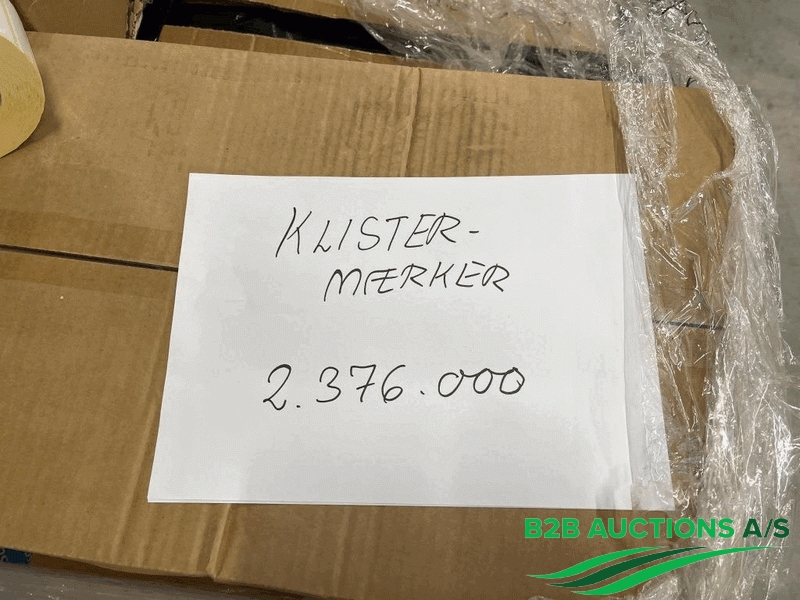 KLISTER-
MÆRKER
2.376.000
B2B AUCTIONS A/S